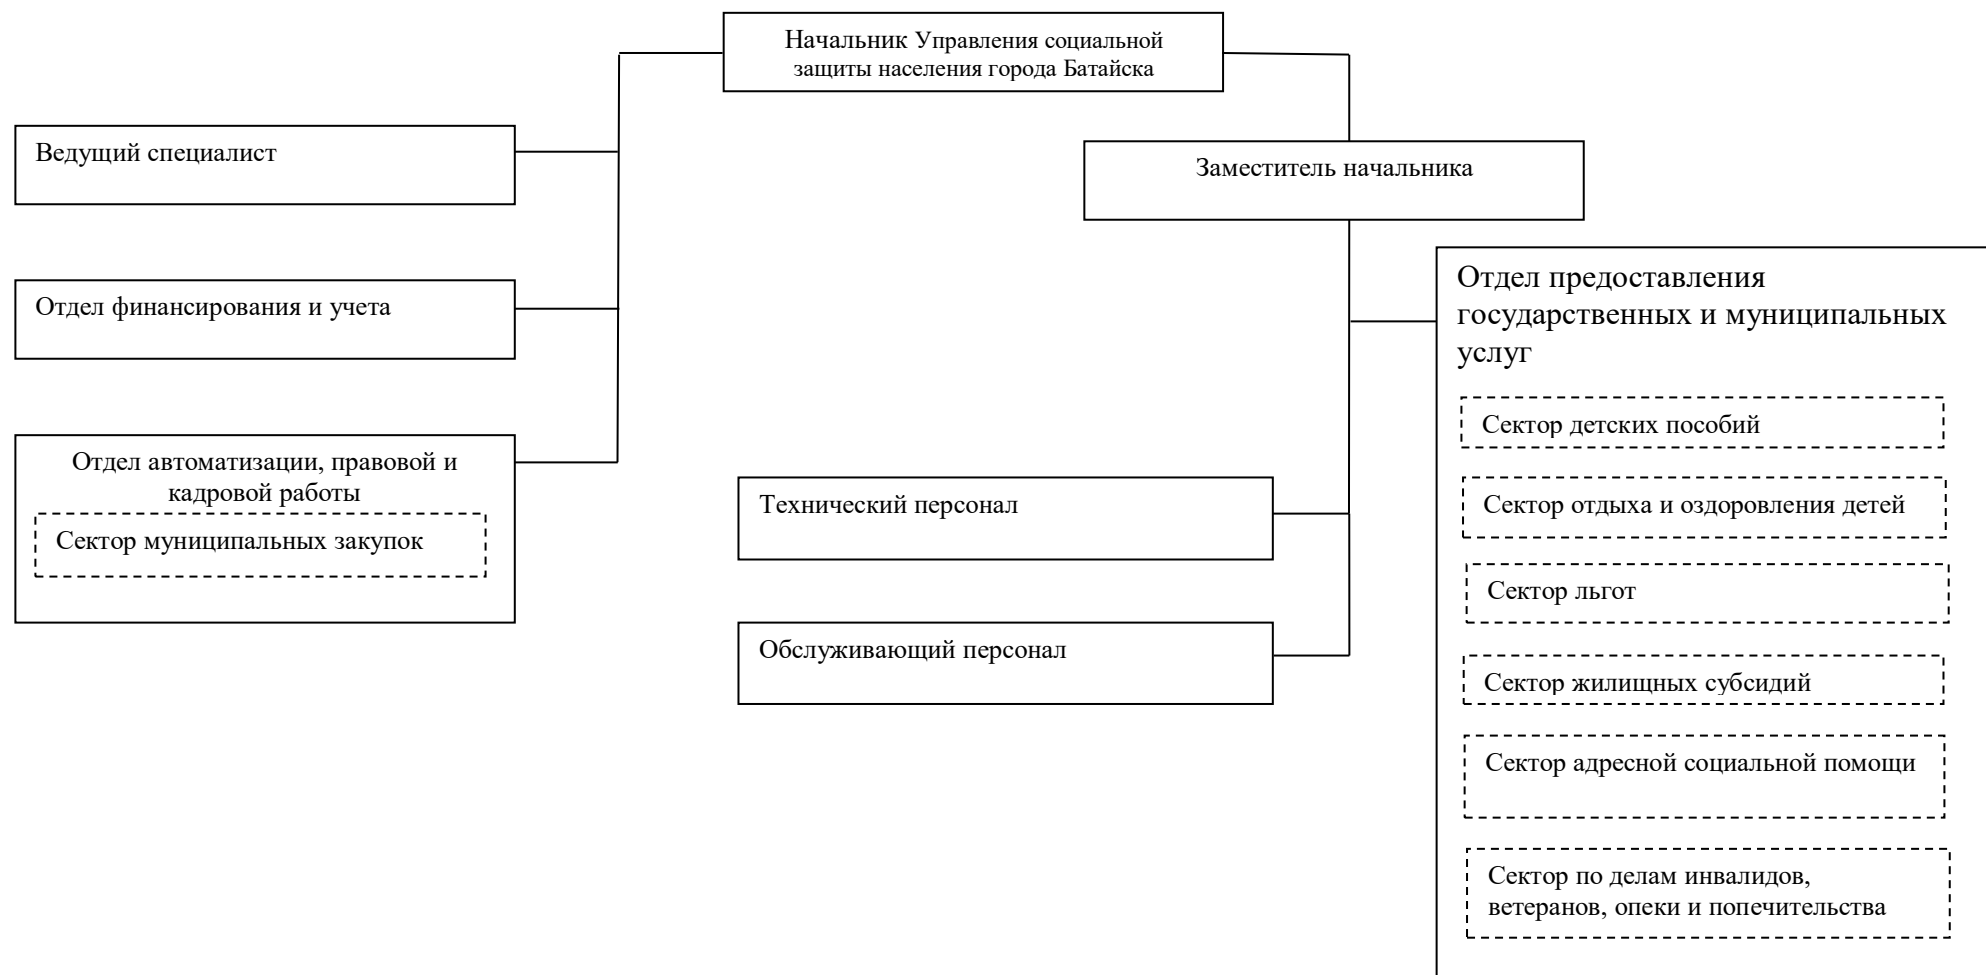 Начальник Управления социальной
защиты населения города Батайска
Ведущий специалист
Заместитель начальника
Отдел финансирования и учета
Отдел предоставления
государственных и муниципальных
услуг
Сектор детских пособий
Сектор отдыха и оздоровления детей
Сектор льгот
Сектор жилищных субсидий
Сектор адресной социальной помощи
Сектор по делам инвалидов,
ветеранов, опеки и попечительства
Отдел автоматизации, правовой и
кадровой работы
Сектор муниципальных закупок
Технический персонал
Обслуживающий персонал